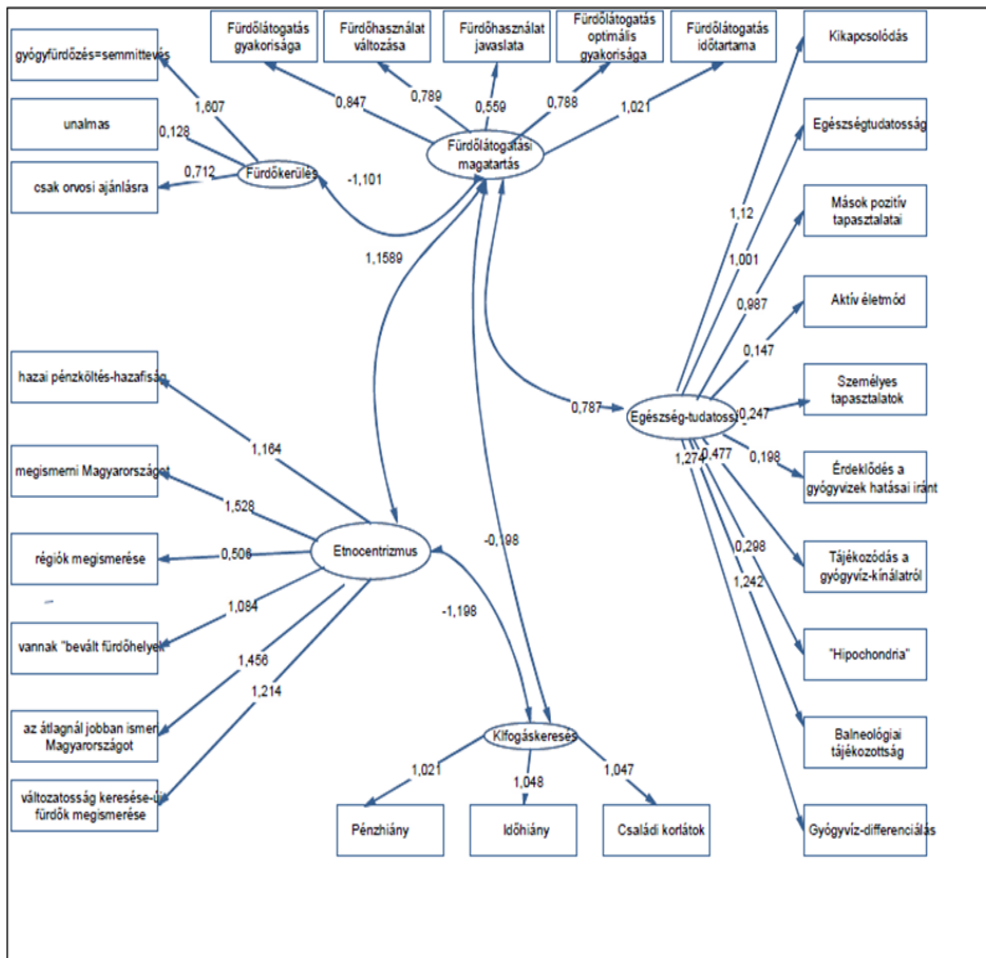 Fürdőlátogatás
gyakorisága
Fürdőhasználat
változása
Fürdőhasználat
javaslata
Fürdőlátogatás
optimális
gyakorisága
Fürdőlátogatás
időtartama
Kikapcsolódás
gyógyfürdőzés=semmittevés
0,847
0,789
0,559
0,788
1,021
1,607
unalmas
0,128
Egészségtudatosság
Fürdőlátogatási
magatartás
csak orvosi ajánlásra
0,712
Fürdőkerülés
-1,101
Mások pozitív
tapasztalatai
1,12
1,1589
1,001
0,987
Aktív életmód
0,147
hazai pénzköltés-hazafiság
Személyes
tapasztalatok
0,787
Egészség-tudatoss
0,247
1,164
1,274
0,477
0,198
megismerni Magyarországot
Érdeklődés a
gyógyvizek hatásai iránt
1,528
Etnocentrizmus
-0,198
régiók megismerése
0,506
0,298
Tájékozódás a
gyógyvíz-kínálatról
1,242
1,084
-1,198
vannak "bevált fürdőhelyek
"Hipochondria"
1,456
1,214
az átlagnál jobban ismer
Magyarországot
KIfogáskeresés
Balneológiai
tájékozottság
1,021
1,048
1,047
változatosság keresése-új
fürdők megismerése
Pénzhiány
Időhiány
Családi korlátok
Gyógyvíz-differenciálás